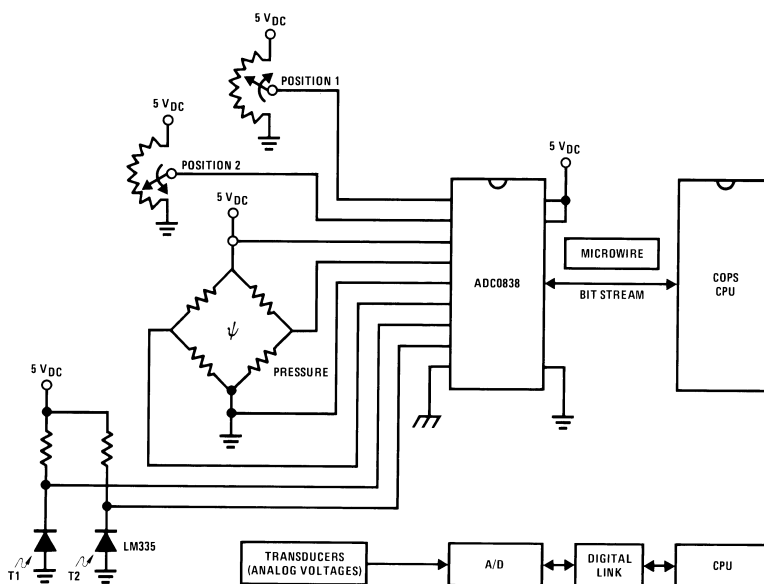 5 VDC
POSITION 1
5 VDC
POSITION 2
5 VDC
5 VDC
ADC0838
MICROWIRE
BIT STREAM
COPS
CPU
ψ
PRESSURE
5 VDC
T1
T2
LM335
TRANSDUCERS
(ANALOG VOLTAGES)
A/D
DIGITAL
LINK
CPU